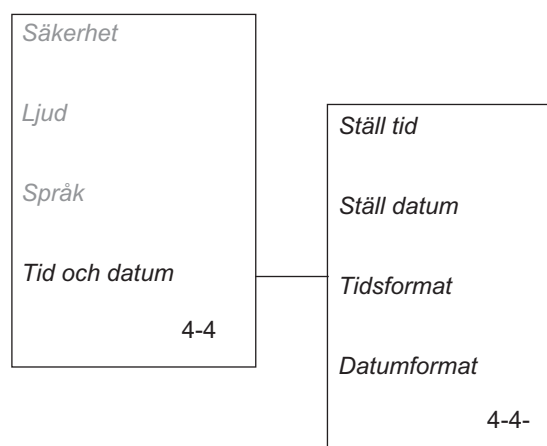 Säkerhet
Ljud
Språk
Tid och datum
4-4
Ställ tid
Ställ datum
Tidsformat
Datumformat
4-4-